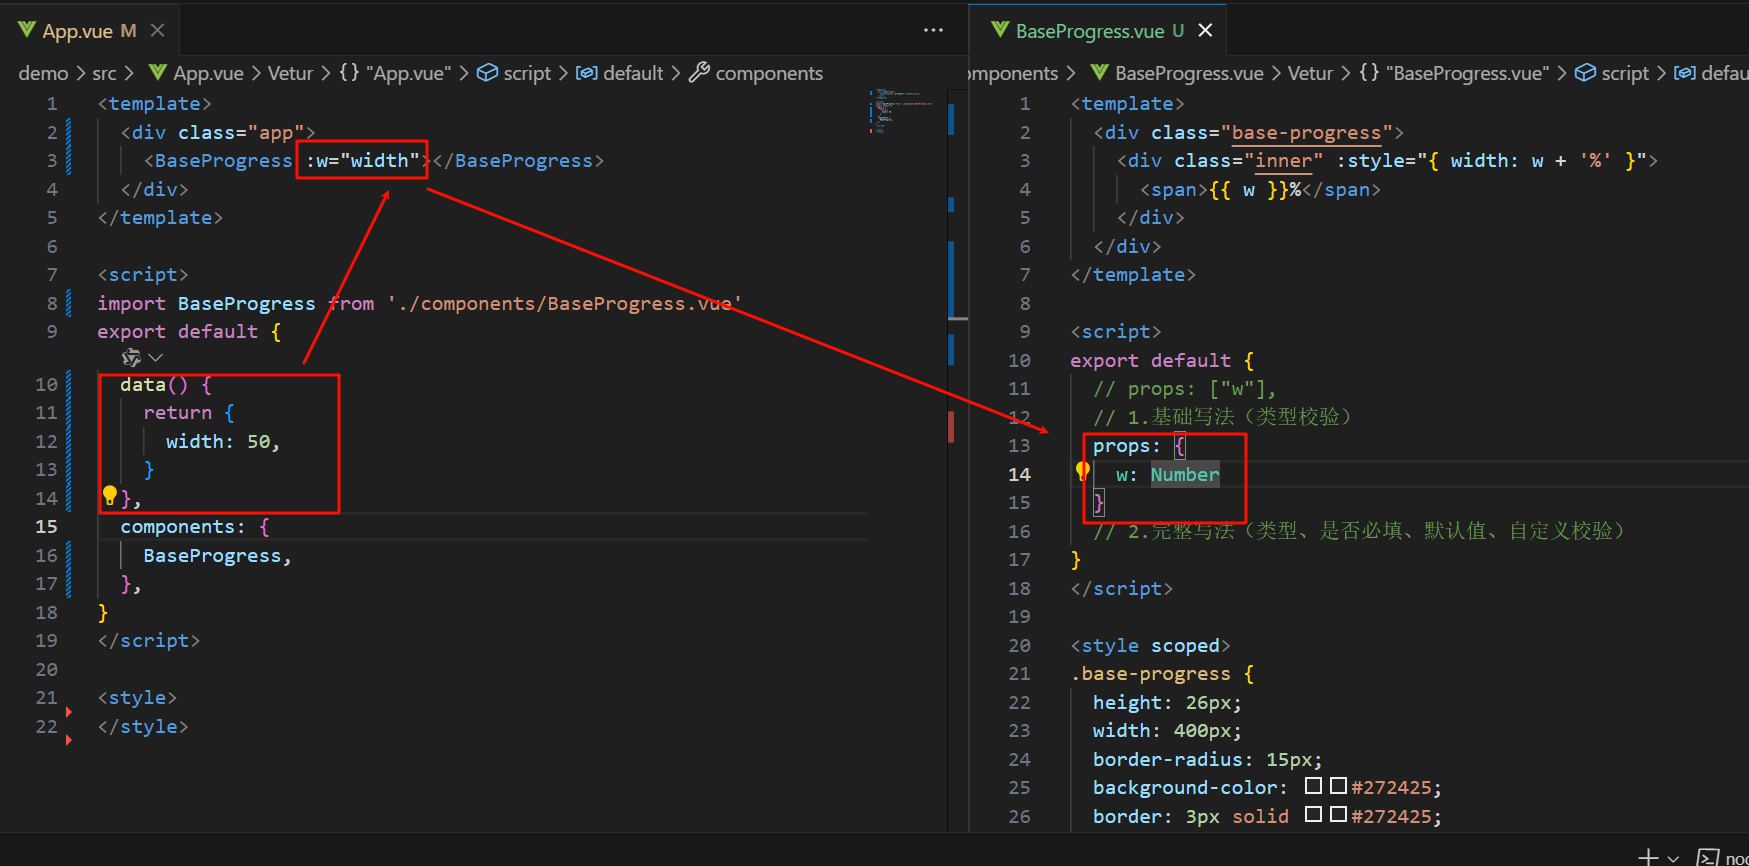 App.vue M
demo > src > App.vue > Vetur > {} "App.vue" > script > default > components
1 <template>
2 <div class="app">
3 <BaseProgress :w="width"></BaseProgress>
4 </div>
5 </template>
6
7 <script>
8 import BaseProgress from './components/BaseProgress.vue'
9 export default {
10 data() {
11 return {
12 width: 50,
13 }
14 },
15 components: {
16 BaseProgress,
17 },
18 }
19 </script>
20
21 <style>
22 </style>
BaseProgress.vue U
omponents > BaseProgress.vue > Vetur > {} "BaseProgress.vue" > script > defau
1 <template>
2 <div class="base-progress">
3 <div class="inner" :style="{ width: w + '%' }">
4 <span>{{ w }}%</span>
5 </div>
6 </div>
7 </template>
8
9 <script>
10 export default {
11 // props: ["w"],
12 // 1.基础写法（类型校验）
13 props: {
14 w: Number
15 }
16 // 2.完整写法（类型、是否必填、默认值、自定义校验）
17 }
18 </script>
19
20 <style scoped>
21 .base-progress {
22 height: 26px;
23 width: 400px;
24 border-radius: 15px;
25 background-color: #272425;
26 border: 3px solid #272425;